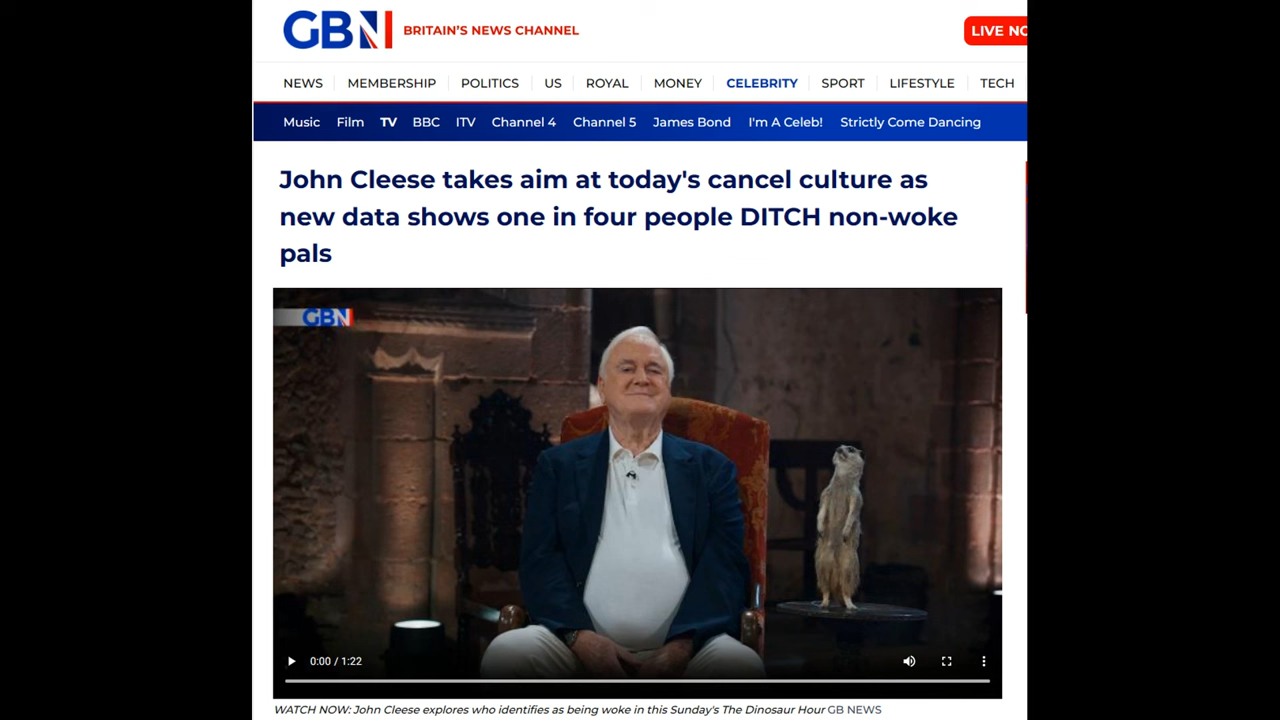 GBN BRITAIN'S NEWS CHANNEL
LIVE NO
NEWS MEMBERSHIP POLITICS US ROYAL MONEY CELEBRITY SPORT LIFESTYLE TECH
Music Film TV BBC ITV Channel 4 Channel 5 James Bond I'm A Celeb! Strictly Come Dancing
John Cleese takes aim at today's cancel culture as
new data shows one in four people DITCH non-woke
pals
GBN
0:00 / 1:22
WATCH NOW: John Cleese explores who identifies as being woke in this Sunday's The Dinosaur Hour GB NEWS